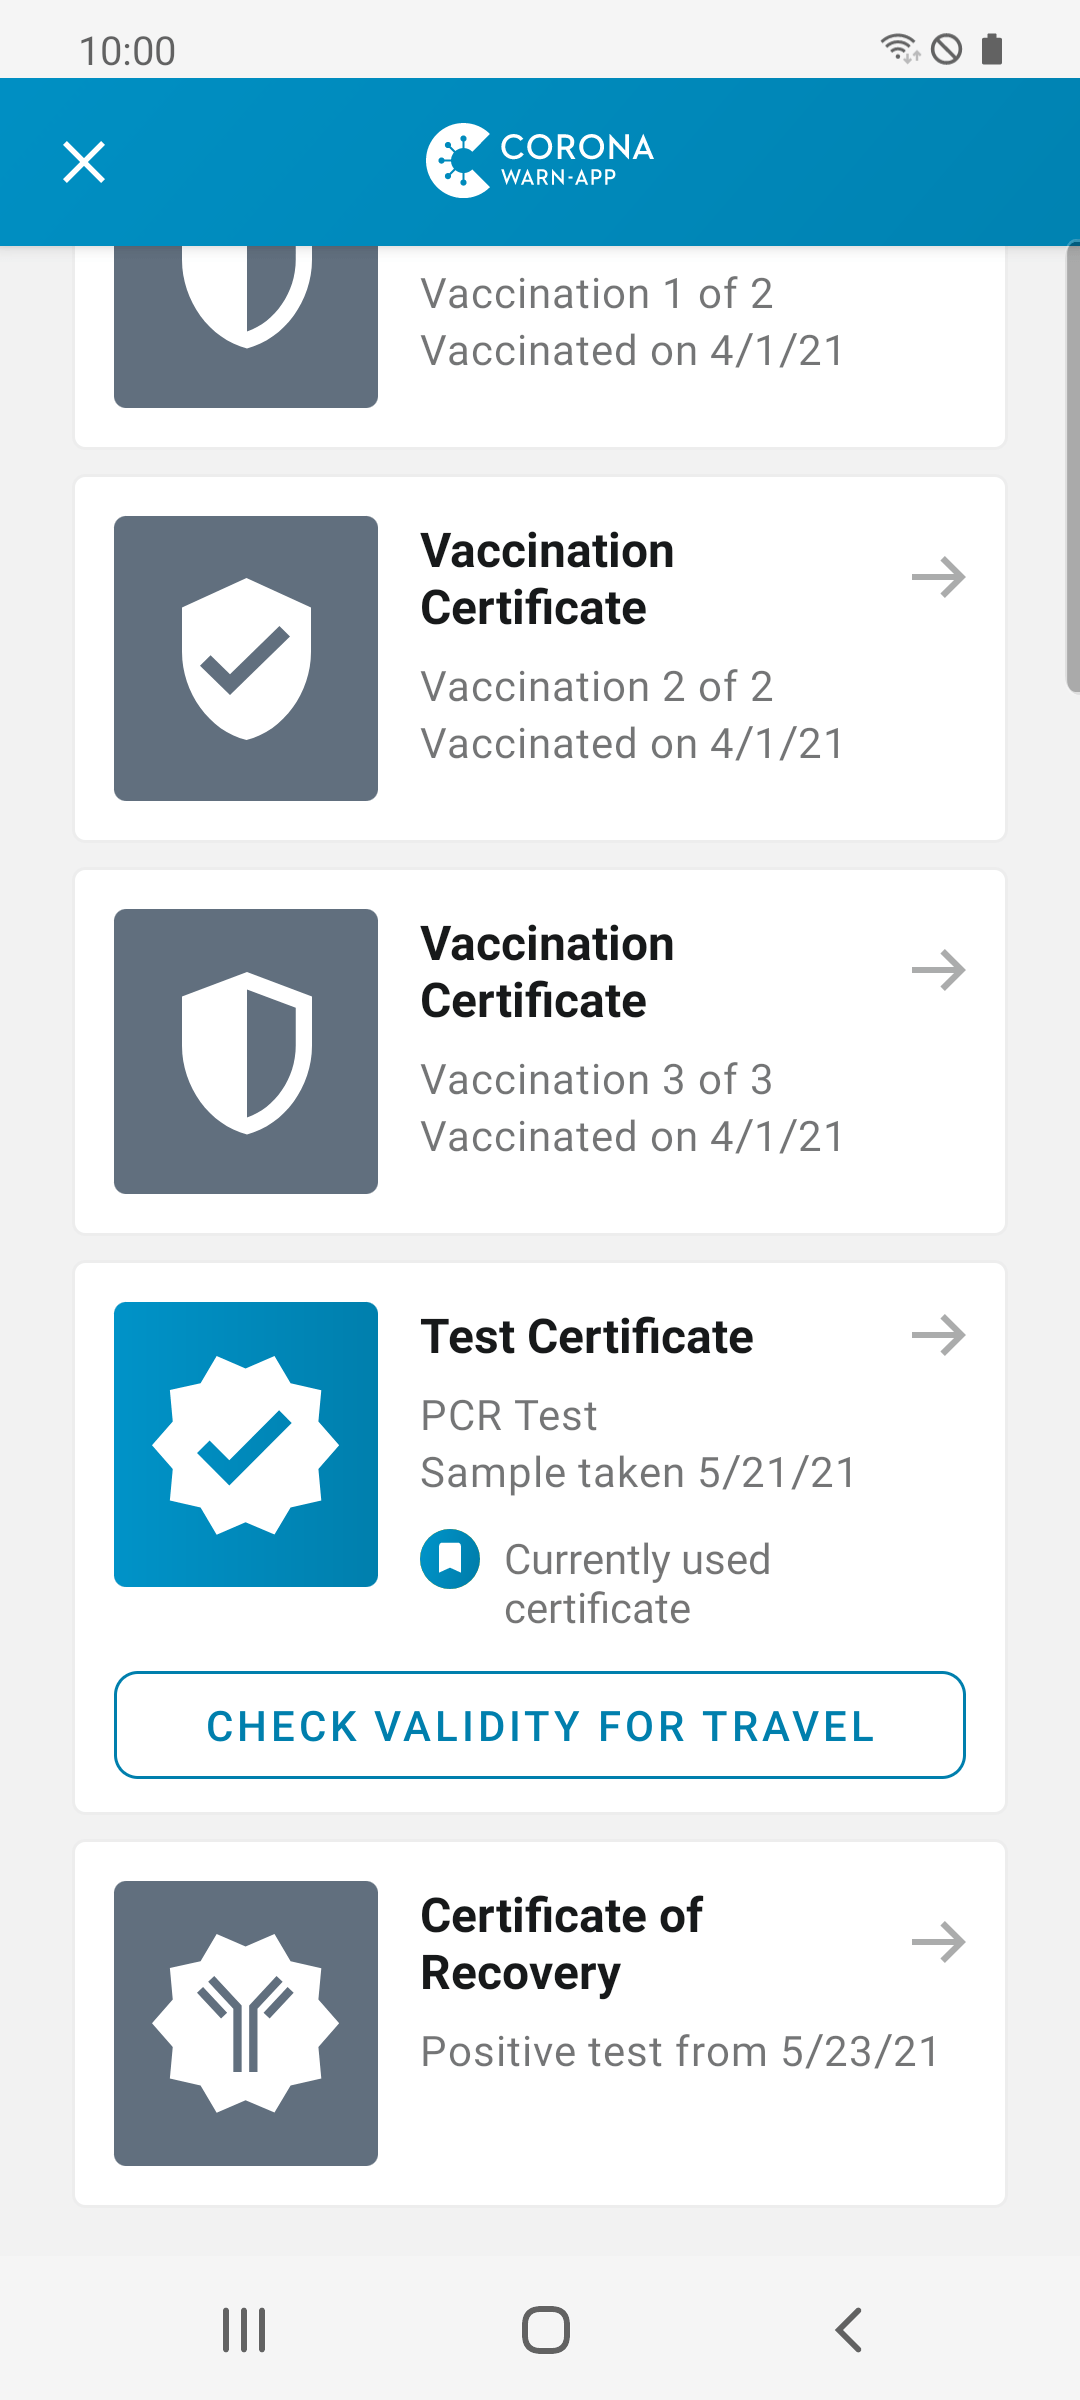 10:00
CORONA
WARN-APP
Vaccination 1 of 2
Vaccinated on 4/1/21
Vaccination
Certificate
Vaccination 2 of 2
Vaccinated on 4/1/21
Vaccination
Certificate
Vaccination 3 of 3
Vaccinated on 4/1/21
Test Certificate
PCR Test
Sample taken 5/21/21
Currently used
certificate
CHECK VALIDITY FOR TRAVEL
Certificate of
Recovery
Positive test from 5/23/21